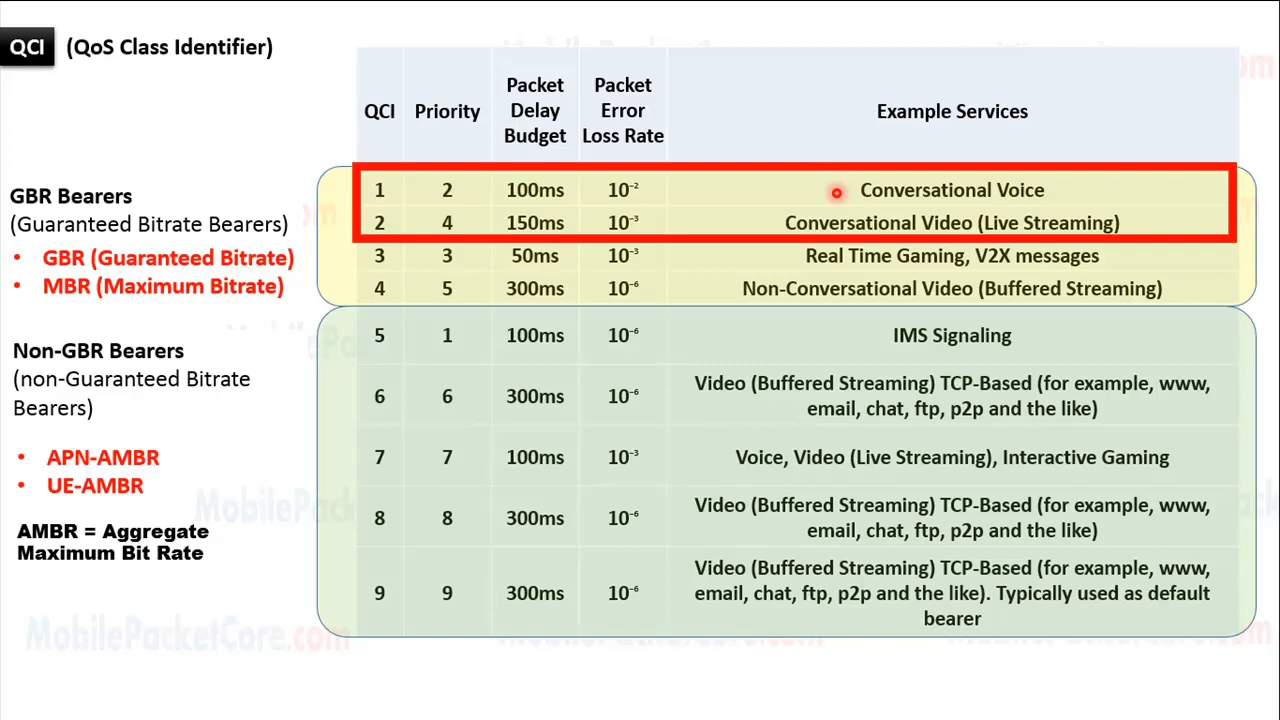 QCI (QoS Class Identifier)
QCI Priority Packet Delay Budget Packet Error Loss Rate Example Services
GBR Bearers
(Guaranteed Bitrate Bearers)
• GBR (Guaranteed Bitrate)
• MBR (Maximum Bitrate)
1 2 100ms 10⁻² Conversational Voice
2 4 150ms 10⁻³ Conversational Video (Live Streaming)
3 3 50ms 10⁻³ Real Time Gaming, V2X messages
4 5 300ms 10⁻⁶ Non-Conversational Video (Buffered Streaming)
Non-GBR Bearers
(non-Guaranteed Bitrate
Bearers)
• APN-AMBR
• UE-AMBR
AMBR = Aggregate
Maximum Bit Rate
5 1 100ms 10⁻⁶ IMS Signaling
6 6 300ms 10⁻⁶ Video (Buffered Streaming) TCP-Based (for example, www,
email, chat, ftp, p2p and the like)
7 7 100ms 10⁻³ Voice, Video (Live Streaming), Interactive Gaming
8 8 300ms 10⁻⁶ Video (Buffered Streaming) TCP-Based (for example, www,
email, chat, ftp, p2p and the like)
9 9 300ms 10⁻⁶ Video (Buffered Streaming) TCP-Based (for example, www,
email, chat, ftp, p2p and the like). Typically used as default
bearer
MobilePacketCore.com